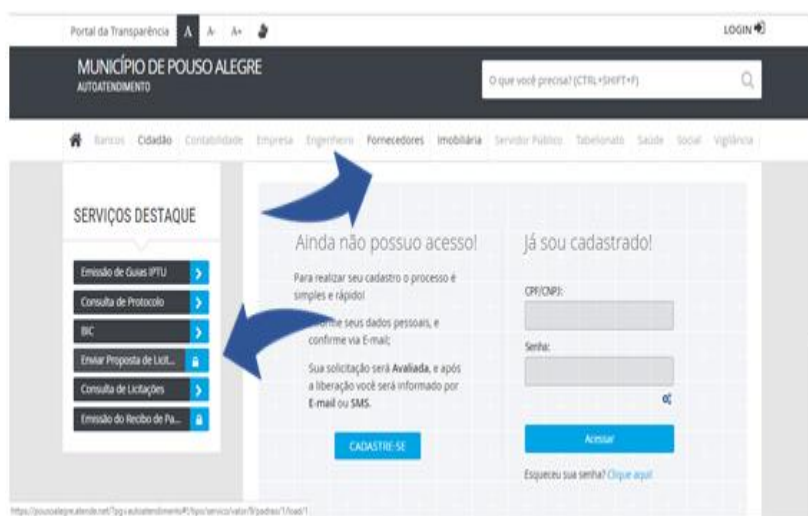 Portal da Transparência A A- A+ LOGIN
MUNICÍPIO DE POUSO ALEGRE
AUTOATENDIMENTO
O que você precisa? (CTRL+SHIFT+F)
Bancos Cidadão Contabilidade Empresa Engenheiro Fornecedores Imobiliária Servidor Público Tabelionato Saúde Social Vigilância
SERVIÇOS DESTAQUE
Emissão de Guias IPTU
Consulta de Protocolo
BIC
Enviar Proposta de Licit...
Consulta de Licitações
Emissão do Recibo de Pa...
Ainda não possuo acesso!
Para realizar seu cadastro o processo é
simples e rápido!
seus dados pessoais, e
confirme via E-mail;
Sua solicitação será Avaliada, e após
a liberação você será informado por
E-mail ou SMS.
CADASTRE-SE
Já sou cadastrado!
CPF/CNPJ:
Senha:
Acessar
Esqueceu sua senha? Clique aqui!